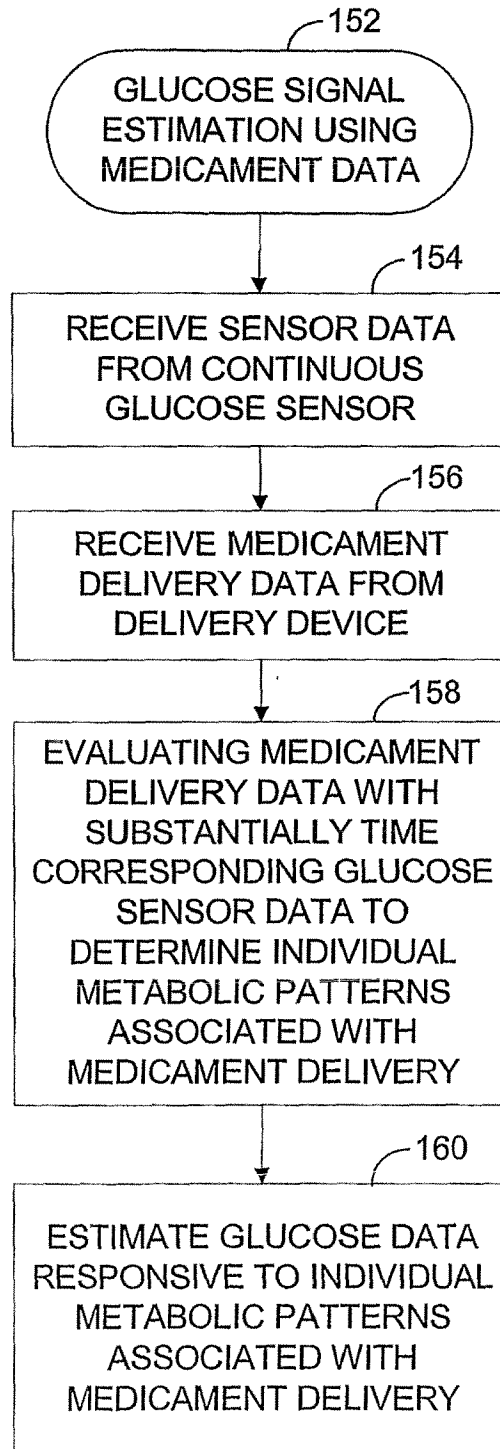 152
GLUCOSE SIGNAL
ESTIMATION USING
MEDICAMENT DATA
154
RECEIVE SENSOR DATA
FROM CONTINUOUS
GLUCOSE SENSOR
156
RECEIVE MEDICAMENT
DELIVERY DATA FROM
DELIVERY DEVICE
158
EVALUATING MEDICAMENT
DELIVERY DATA WITH
SUBSTANTIALLY TIME
CORRESPONDING GLUCOSE
SENSOR DATA TO
DETERMINE INDIVIDUAL
METABOLIC PATTERNS
ASSOCIATED WITH
MEDICAMENT DELIVERY
160
ESTIMATE GLUCOSE DATA
RESPONSIVE TO INDIVIDUAL
METABOLIC PATTERNS
ASSOCIATED WITH
MEDICAMENT DELIVERY